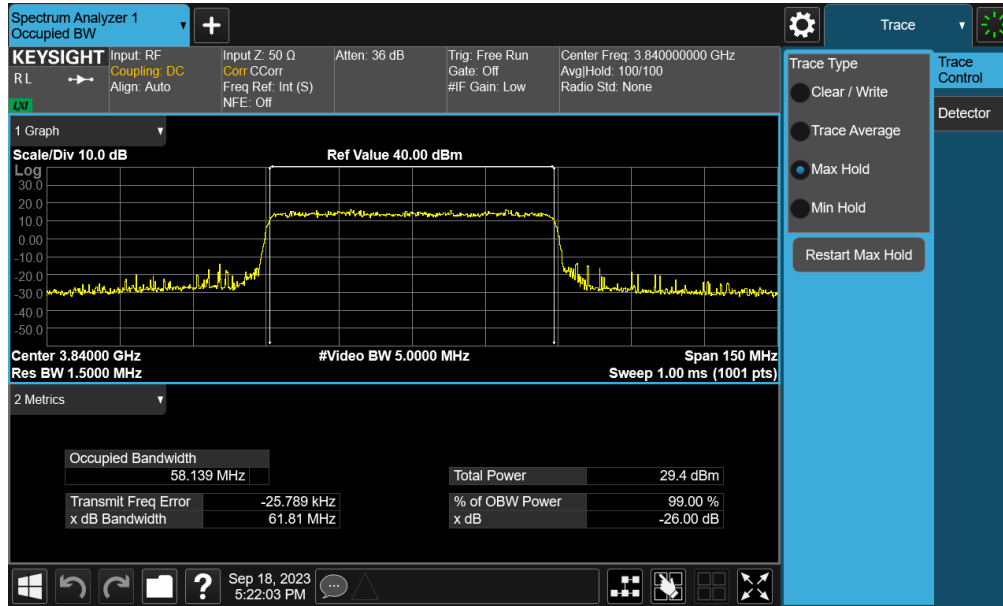 Spectrum Analyzer 1
Occupied BW
+
Trace
KEYSIGHT
R L
LXI
Input: RF
Coupling: DC
Align: Auto
Input Z: 50 Ω
Corr CCorr
Freq Ref: Int (S)
NFE: Off
Atten: 36 dB
Trig: Free Run
Gate: Off
#IF Gain: Low
Center Freq: 3.840000000 GHz
Avg|Hold: 100/100
Radio Std: None
Trace Type
Clear / Write
Trace Average
Max Hold
Min Hold
Restart Max Hold
Trace
Control
Detector
1 Graph
Scale/Div 10.0 dB
Ref Value 40.00 dBm
Log
30.0
20.0
10.0
0.00
-10.0
-20.0
-30.0
-40.0
-50.0
Center 3.84000 GHz
#Video BW 5.0000 MHz
Span 150 MHz
Res BW 1.5000 MHz
Sweep 1.00 ms (1001 pts)
2 Metrics
Occupied Bandwidth
58.139 MHz
Total Power 29.4 dBm
Transmit Freq Error -25.789 kHz
% of OBW Power 99.00 %
x dB Bandwidth 61.81 MHz
x dB -26.00 dB
?
Sep 18, 2023
5:22:03 PM